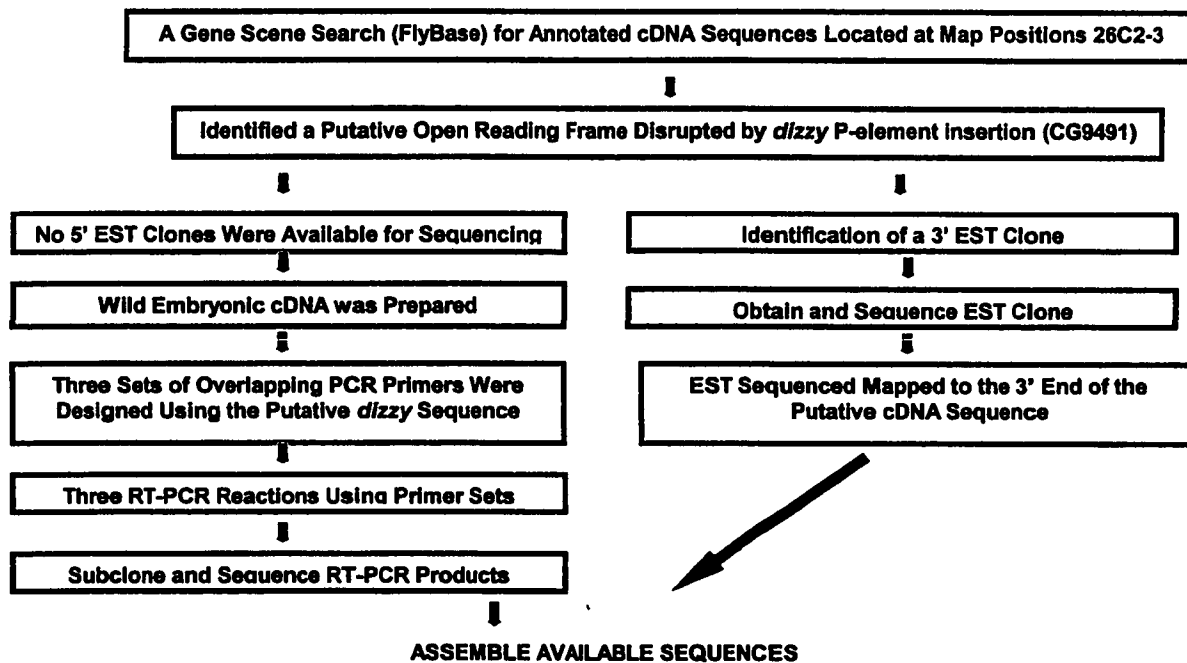 A Gene Scene Search (FlyBase) for Annotated cDNA Sequences Located at Map Positions 26C2-3
Identified a Putative Open Reading Frame Disrupted by dizzy P-element insertion (CG9491)
No 5' EST Clones Were Available for Sequencing
Wild Embryonic cDNA was Prepared
Three Sets of Overlapping PCR Primers Were
Designed Using the Putative dizzy Sequence
Three RT-PCR Reactions Using Primer Sets
Subclone and Sequence RT-PCR Products
Identification of a 3' EST Clone
Obtain and Sequence EST Clone
EST Sequenced Mapped to the 3' End of the
Putative cDNA Sequence
ASSEMBLE AVAILABLE SEQUENCES